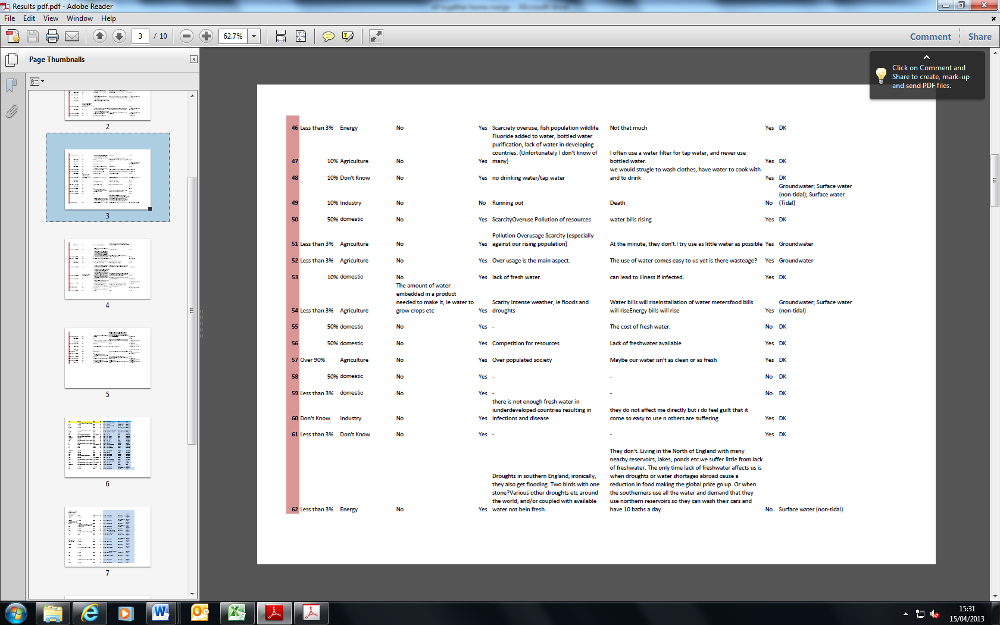 Results pdf.pdf - Adobe Reader
File Edit View Window Help
3 / 10 62.7% Comment Share
Page Thumbnails
2
3
4
5
6
7
Click on Comment and
Share to create, mark-up
and send PDF files.
46 Less than 3% Energy No Yes Scarciety overuse, fish population wildlife Not that much Yes DK
Fluoride added to water, bottled water
purification, lack of water in developing
countries. (Unfortunately I don't know of I often use a water filter for tap water, and never use
47 10% Agriculture No Yes many) bottled water. Yes DK
we would strugle to wash clothes, have water to cook with
48 10% Don't Know No Yes no drinking water/tap water and to drink Yes DK
Groundwater; Surface water
(non-tidal); Surface water
49 10% Industry No No Running out Death No (Tidal)
50 50% domestic No Yes ScarcityOveruse Pollution of resources water bills rising Yes DK
Pollution Overusage Scarcity (especially
51 Less than 3% Agriculture No Yes against our rising population) At the minute, they don't.I try use as little water as possible Yes Groundwater
52 Less than 3% Agriculture No Yes Over usage is the main aspect. The use of water comes easy to us yet is there wasteage? Yes Groundwater
53 10% domestic No Yes lack of fresh water. can lead to illness if infected. Yes DK
The amount of water
embedded in a product
needed to make it, ie water to Scarity Intense weather, ie floods and Water bills will riseInstallation of water metersfood bills Groundwater; Surface water
54 Less than 3% Agriculture grow crops etc Yes droughts will riseEnergy bills will rise Yes (non-tidal)
55 50% domestic No Yes - The cost of fresh water. No DK
56 50% domestic No Yes Competition for resources Lack of freshwater available Yes DK
57 Over 90% Agriculture No Yes Over populated society Maybe our water isn't as clean or as fresh Yes DK
58 50% domestic No Yes - - No DK
59 Less than 3% domestic No Yes - - No DK
there is not enough fresh water in
iunderdeveloped countries resulting in they do not affect me directly but i do feel guilt that it
60 Don't Know Industry No Yes infections and disease come so easy to use n others are suffering Yes DK
61 Less than 3% Don't Know No Yes - - Yes DK
They don't. Living in the North of England with many
nearby reservoirs, lakes, ponds etc we suffer little from lack
of freshwater. The only time lack of freshwater affects us is
Droughts in southern England, ironically, when droughts or water shortages abroad cause a
they also get flooding. Two birds with one reduction in food making the global price go up. Or when
stone?Various other droughts etc around the southerners use all the water and demand that they
the world, and/or coupled with available use northern reservoirs so they can wash their cars and
62 Less than 3% Energy No Yes water not bein fresh. have 10 baths a day. No Surface water (non-tidal)
15:31
15/04/2013